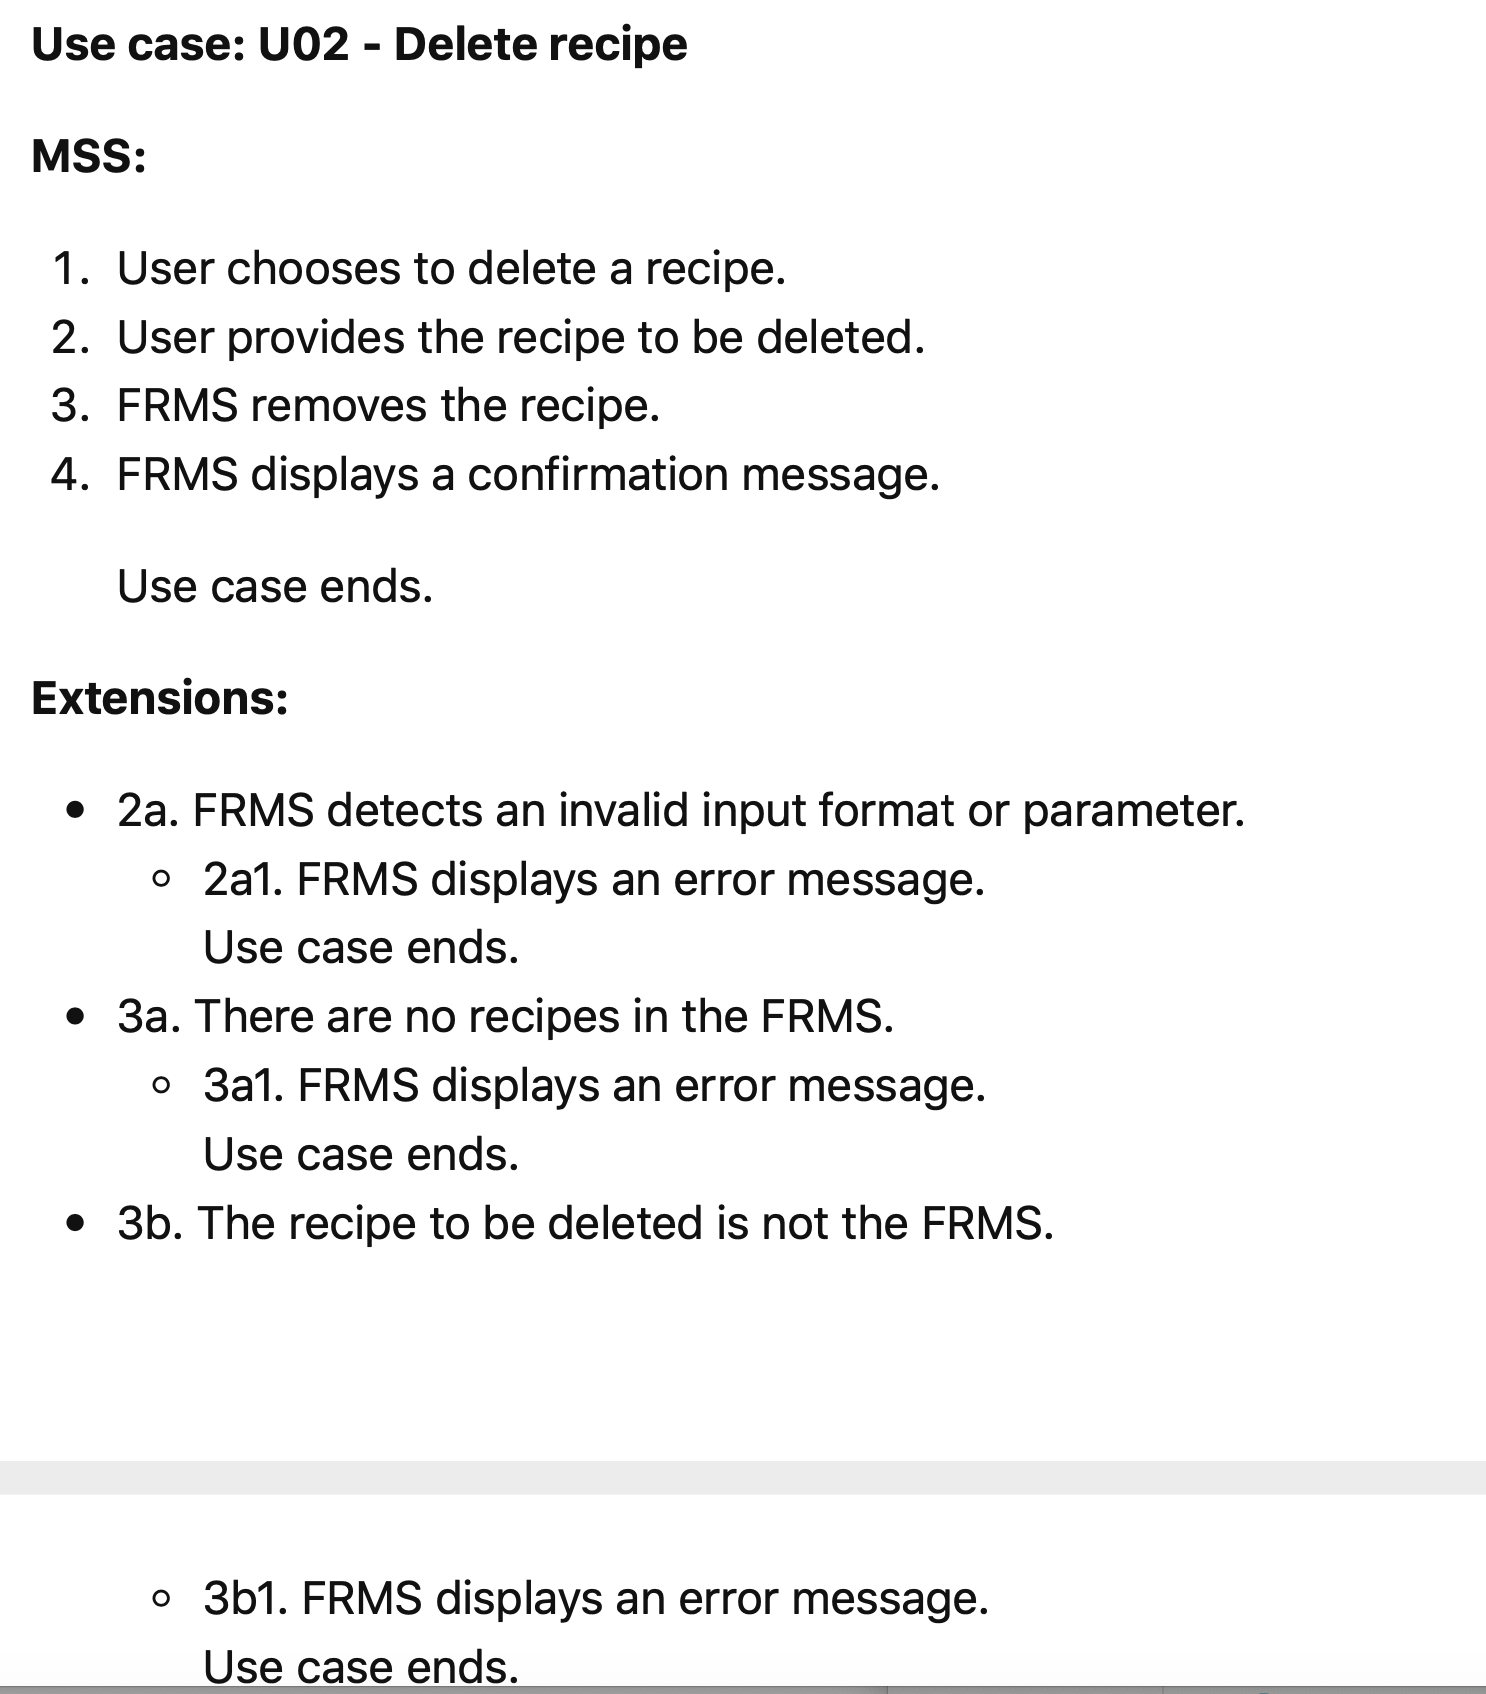 Use case: U02 - Delete recipe
MSS:
1. User chooses to delete a recipe.
2. User provides the recipe to be deleted.
3. FRMS removes the recipe.
4. FRMS displays a confirmation message.
Use case ends.
Extensions:
• 2a. FRMS detects an invalid input format or parameter.
◦ 2a1. FRMS displays an error message.
Use case ends.
• 3a. There are no recipes in the FRMS.
◦ 3a1. FRMS displays an error message.
Use case ends.
• 3b. The recipe to be deleted is not the FRMS.
◦ 3b1. FRMS displays an error message.
Use case ends.